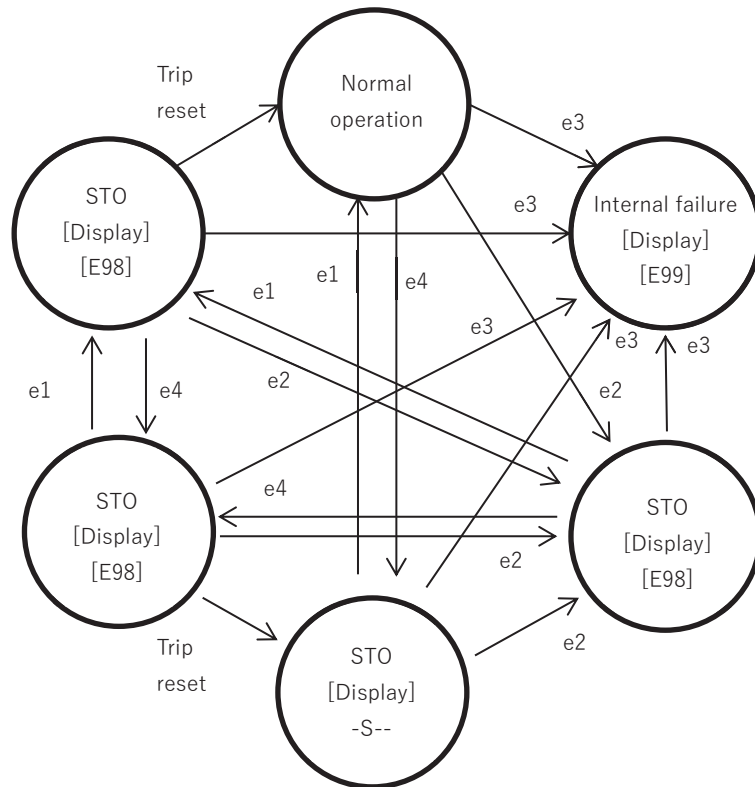 Trip
reset
Normal
operation
e3
STO
[Display]
[E98]
e3
Internal failure
[Display]
[E99]
e1
e1
e4
e3
e3
e3
e2
e2
e1
e4
STO
[Display]
[E98]
e4
e2
STO
[Display]
[E98]
Trip
reset
STO
[Display]
-S--
e2